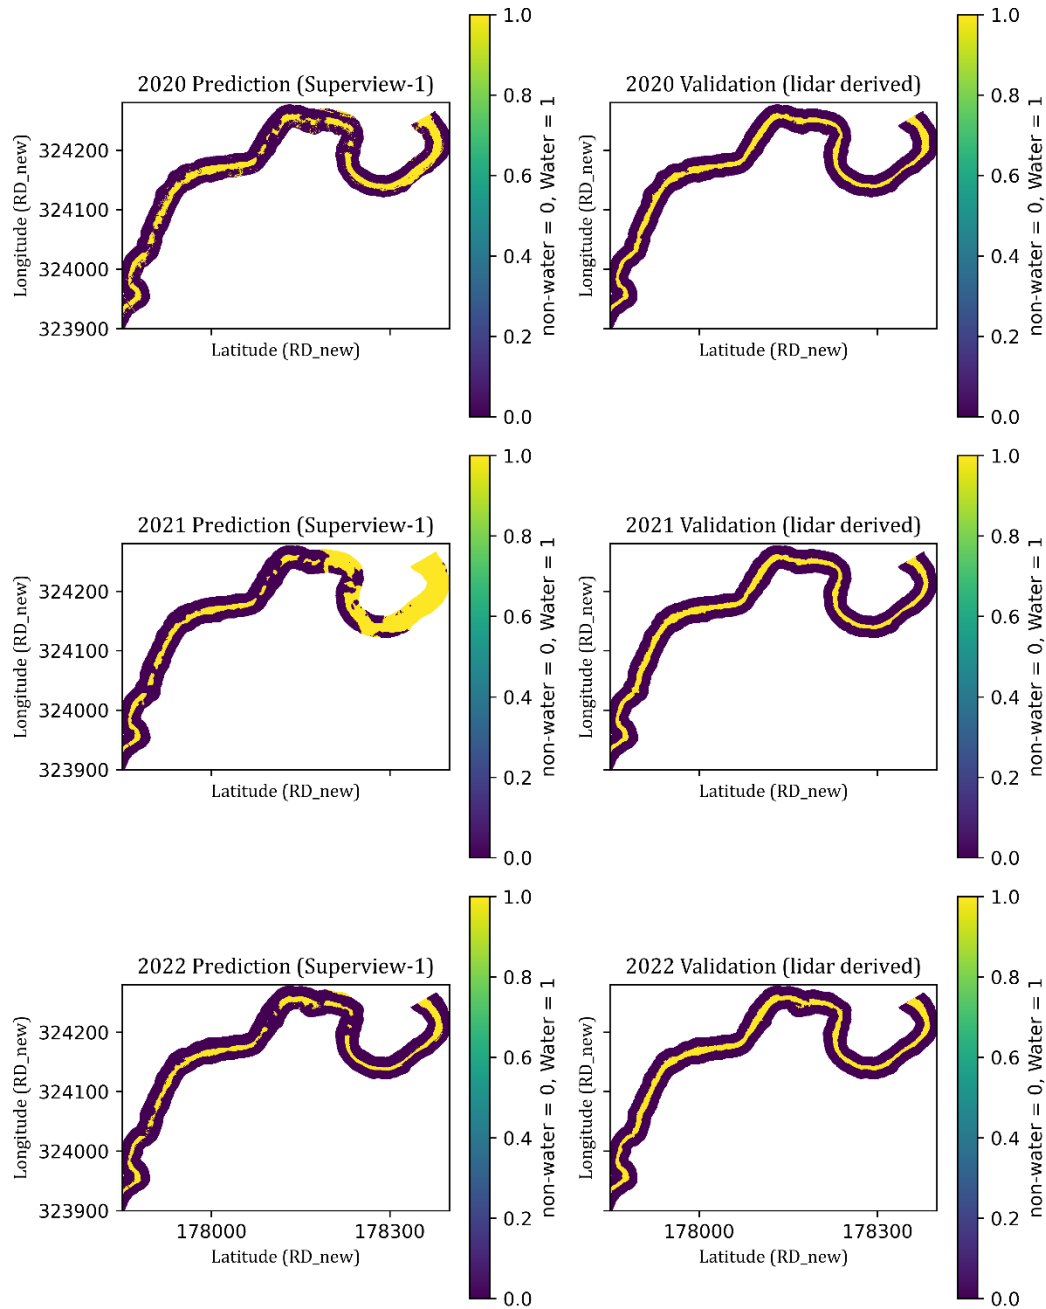 2020 Prediction (Superview-1)
324200
324100
324000
323900
Longitude (RD_new)
Latitude (RD_new)
1.0
0.8
0.6
0.4
0.2
0.0
non-water = 0, Water = 1
2020 Validation (lidar derived)
Longitude (RD_new)
Latitude (RD_new)
1.0
0.8
0.6
0.4
0.2
0.0
non-water = 0, Water = 1
2021 Prediction (Superview-1)
324200
324100
324000
323900
Longitude (RD_new)
Latitude (RD_new)
1.0
0.8
0.6
0.4
0.2
0.0
non-water = 0, Water = 1
2021 Validation (lidar derived)
Longitude (RD_new)
Latitude (RD_new)
1.0
0.8
0.6
0.4
0.2
0.0
non-water = 0, Water = 1
2022 Prediction (Superview-1)
324200
324100
324000
323900
Longitude (RD_new)
178000 178300
Latitude (RD_new)
1.0
0.8
0.6
0.4
0.2
0.0
non-water = 0, Water = 1
2022 Validation (lidar derived)
Longitude (RD_new)
178000 178300
Latitude (RD_new)
1.0
0.8
0.6
0.4
0.2
0.0
non-water = 0, Water = 1